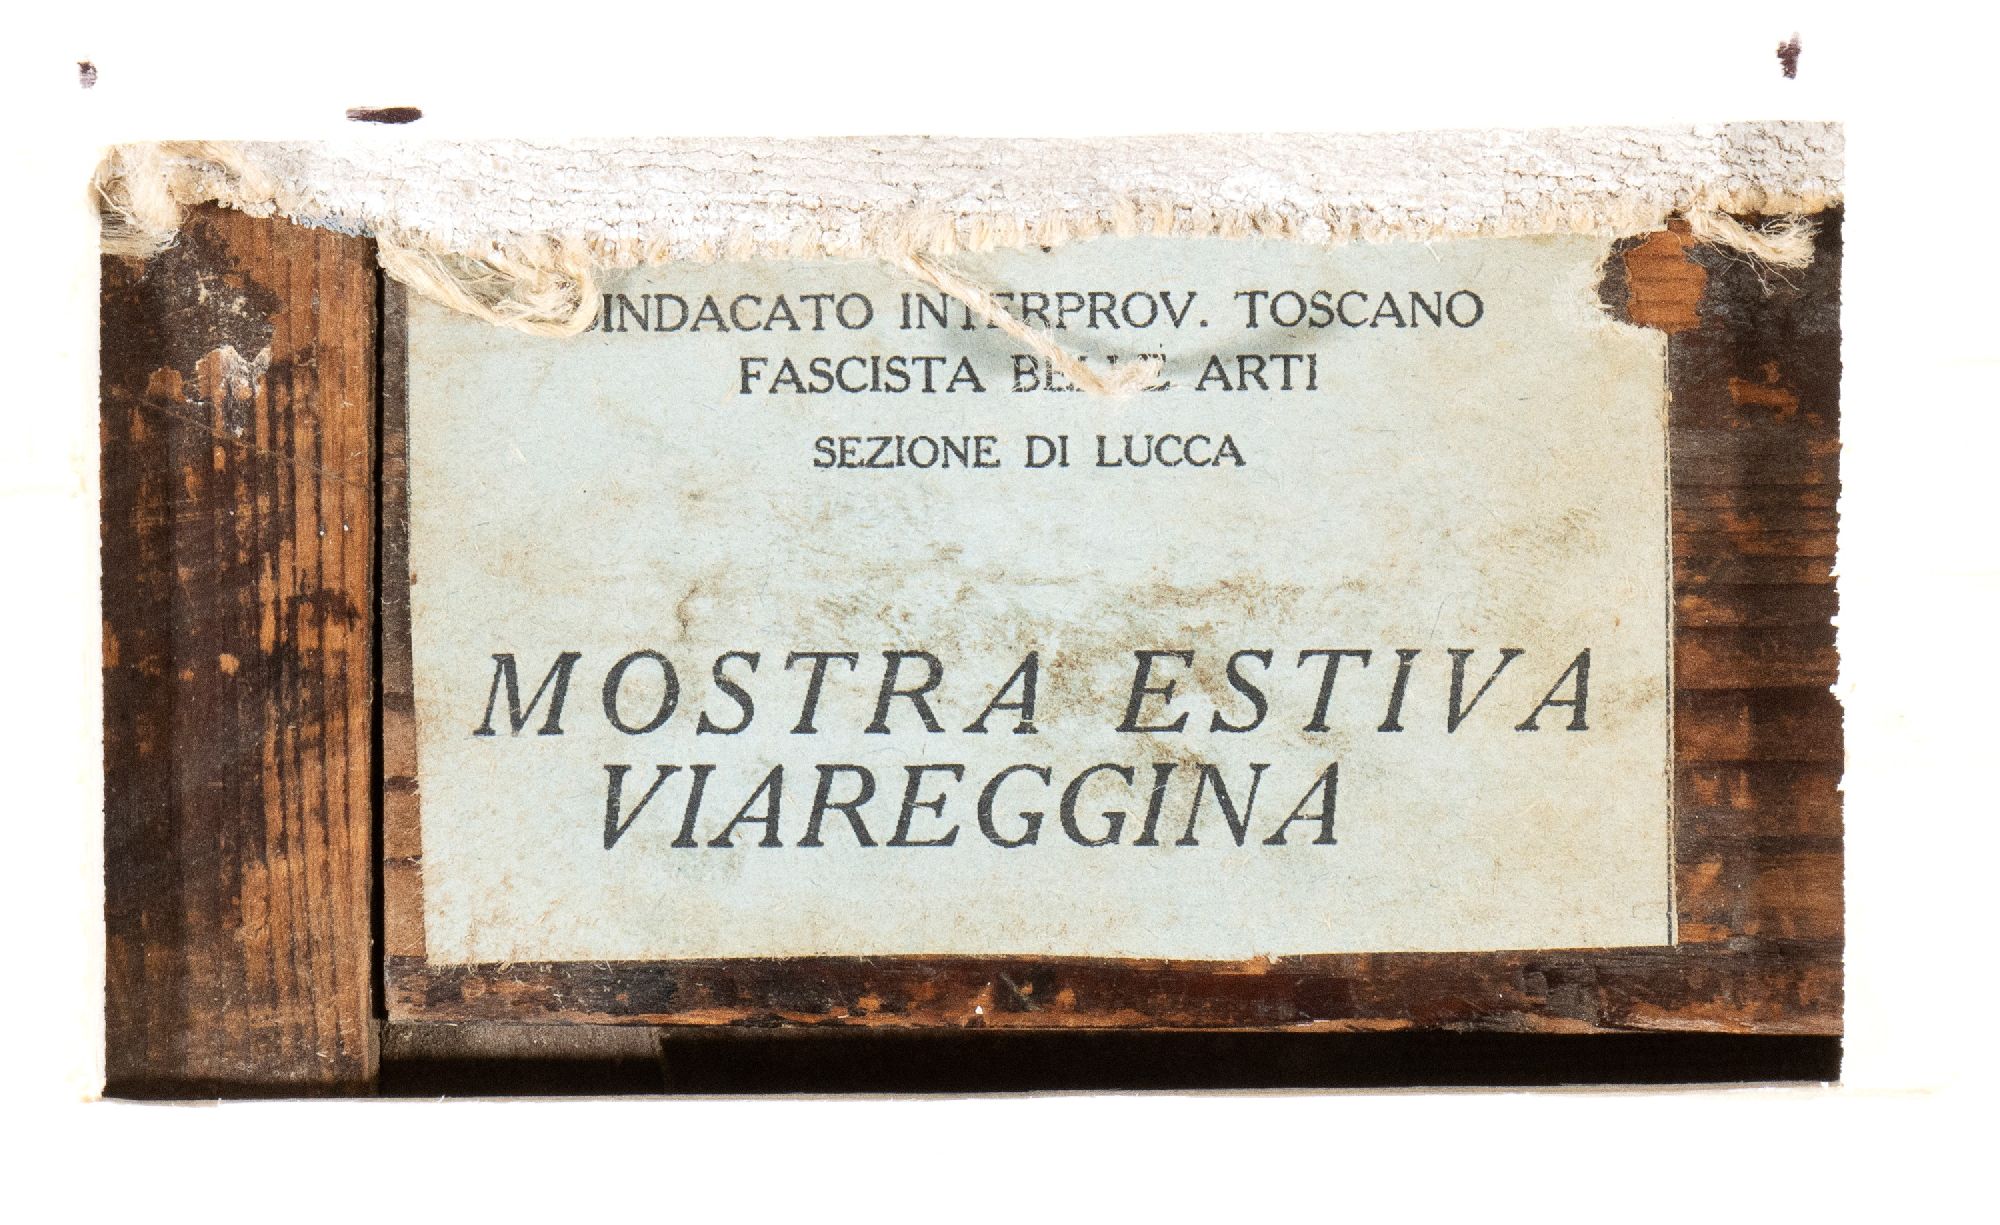 SINDACATO INTERPROV. TOSCANO
FASCISTA BELLE ARTI
SEZIONE DI LUCCA
MOSTRA ESTIVA
VIAREGGINA